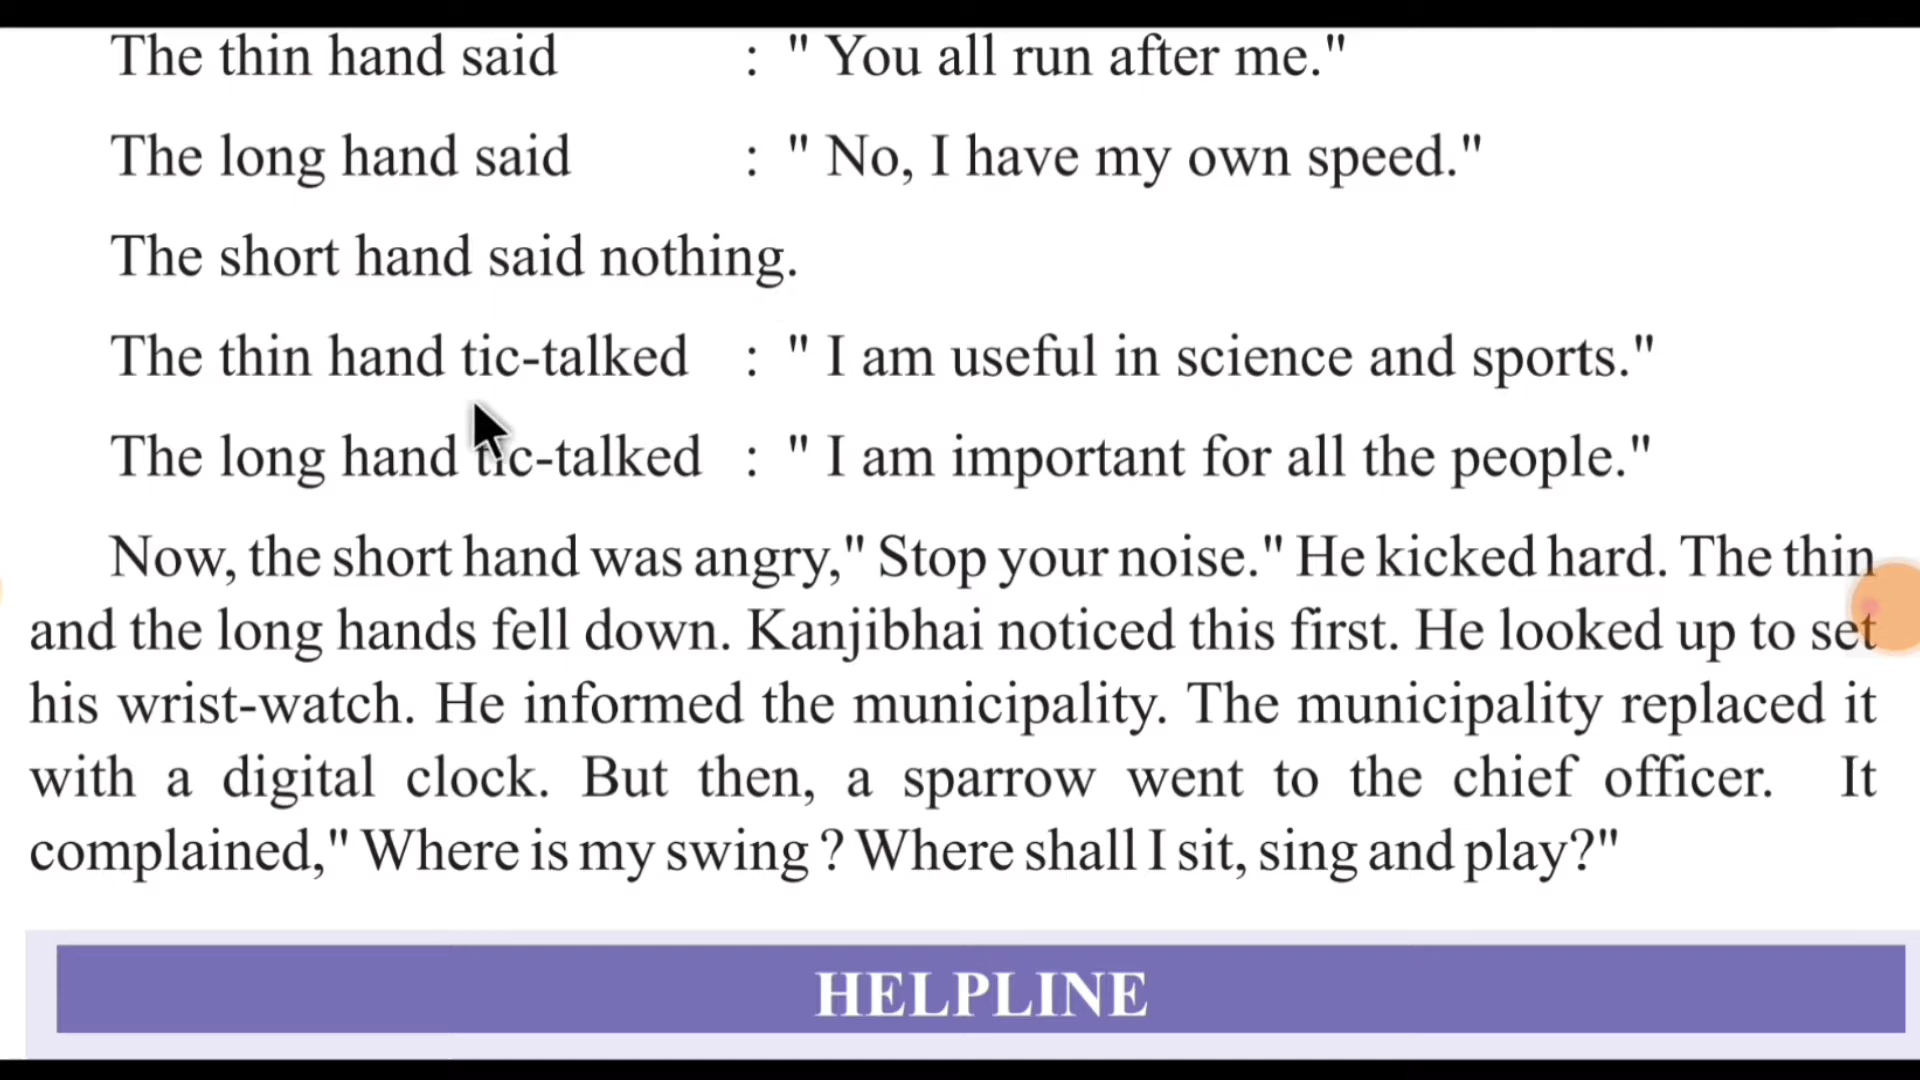 The thin hand said : " You all run after me."
The long hand said : " No, I have my own speed."
The short hand said nothing.
The thin hand tic-talked : " I am useful in science and sports."
The long hand tic-talked : " I am important for all the people."
Now, the short hand was angry," Stop your noise." He kicked hard. The thin
and the long hands fell down. Kanjibhai noticed this first. He looked up to set
his wrist-watch. He informed the municipality. The municipality replaced it
with a digital clock. But then, a sparrow went to the chief officer. It
complained," Where is my swing ? Where shall I sit, sing and play?"
HELPLINE